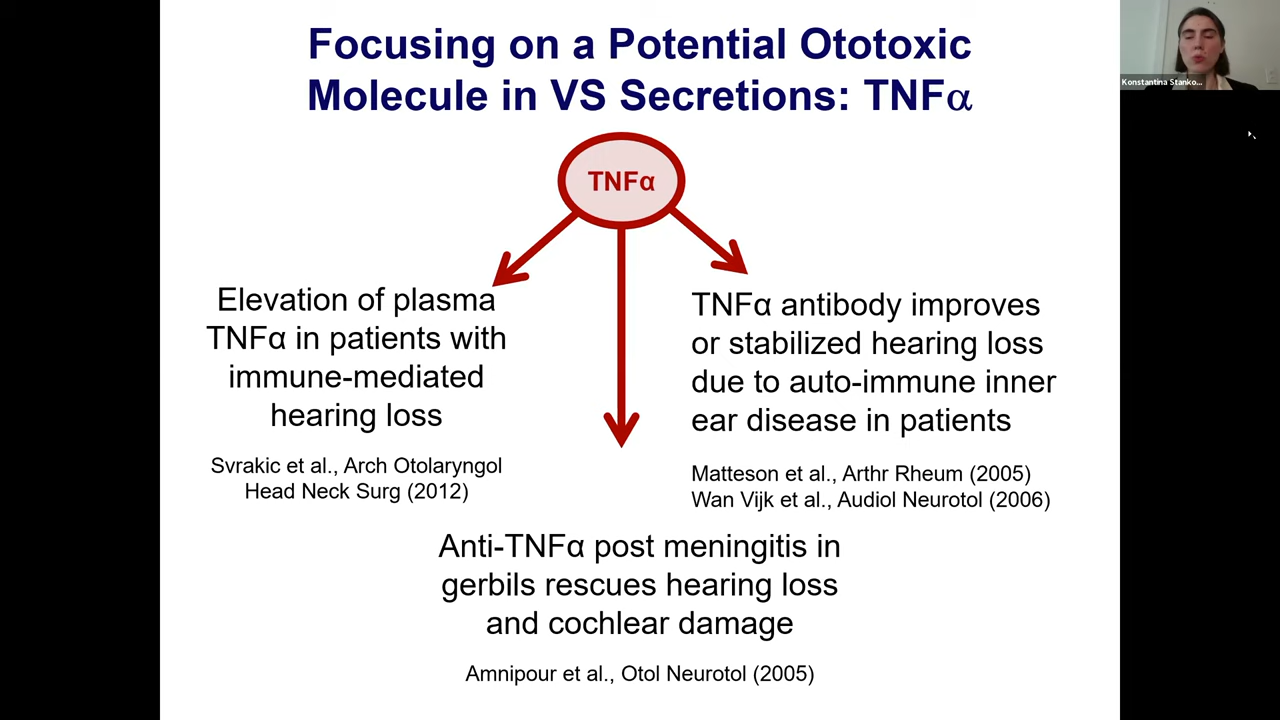 Focusing on a Potential Ototoxic
Molecule in VS Secretions: TNFα
TNFα
Elevation of plasma
TNFα in patients with
immune-mediated
hearing loss
Svrakic et al., Arch Otolaryngol
Head Neck Surg (2012)
TNFα antibody improves
or stabilized hearing loss
due to auto-immune inner
ear disease in patients
Matteson et al., Arthr Rheum (2005)
Wan Vijk et al., Audiol Neurotol (2006)
Anti-TNFα post meningitis in
gerbils rescues hearing loss
and cochlear damage
Amnipour et al., Otol Neurotol (2005)
Konstantina Stanko...